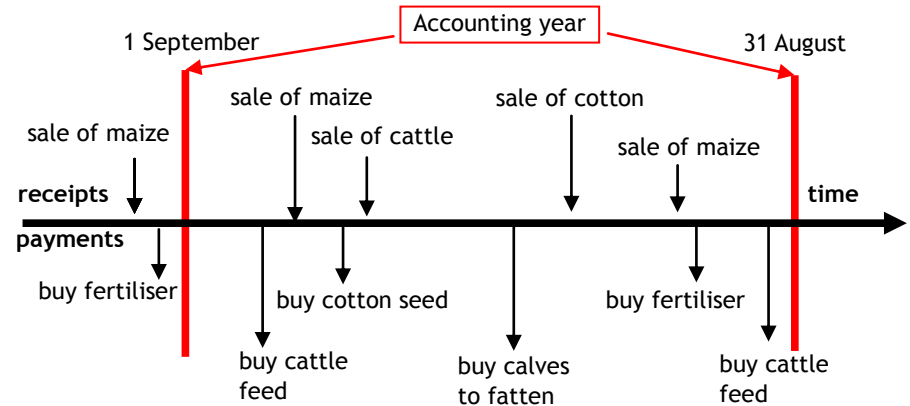 Accounting year
1 September
31 August
sale of maize
sale of cotton
sale of maize
sale of cattle
sale of maize
receipts
time
payments
buy fertiliser
buy cotton seed
buy fertiliser
buy cattle
feed
buy calves
to fatten
buy cattle
feed